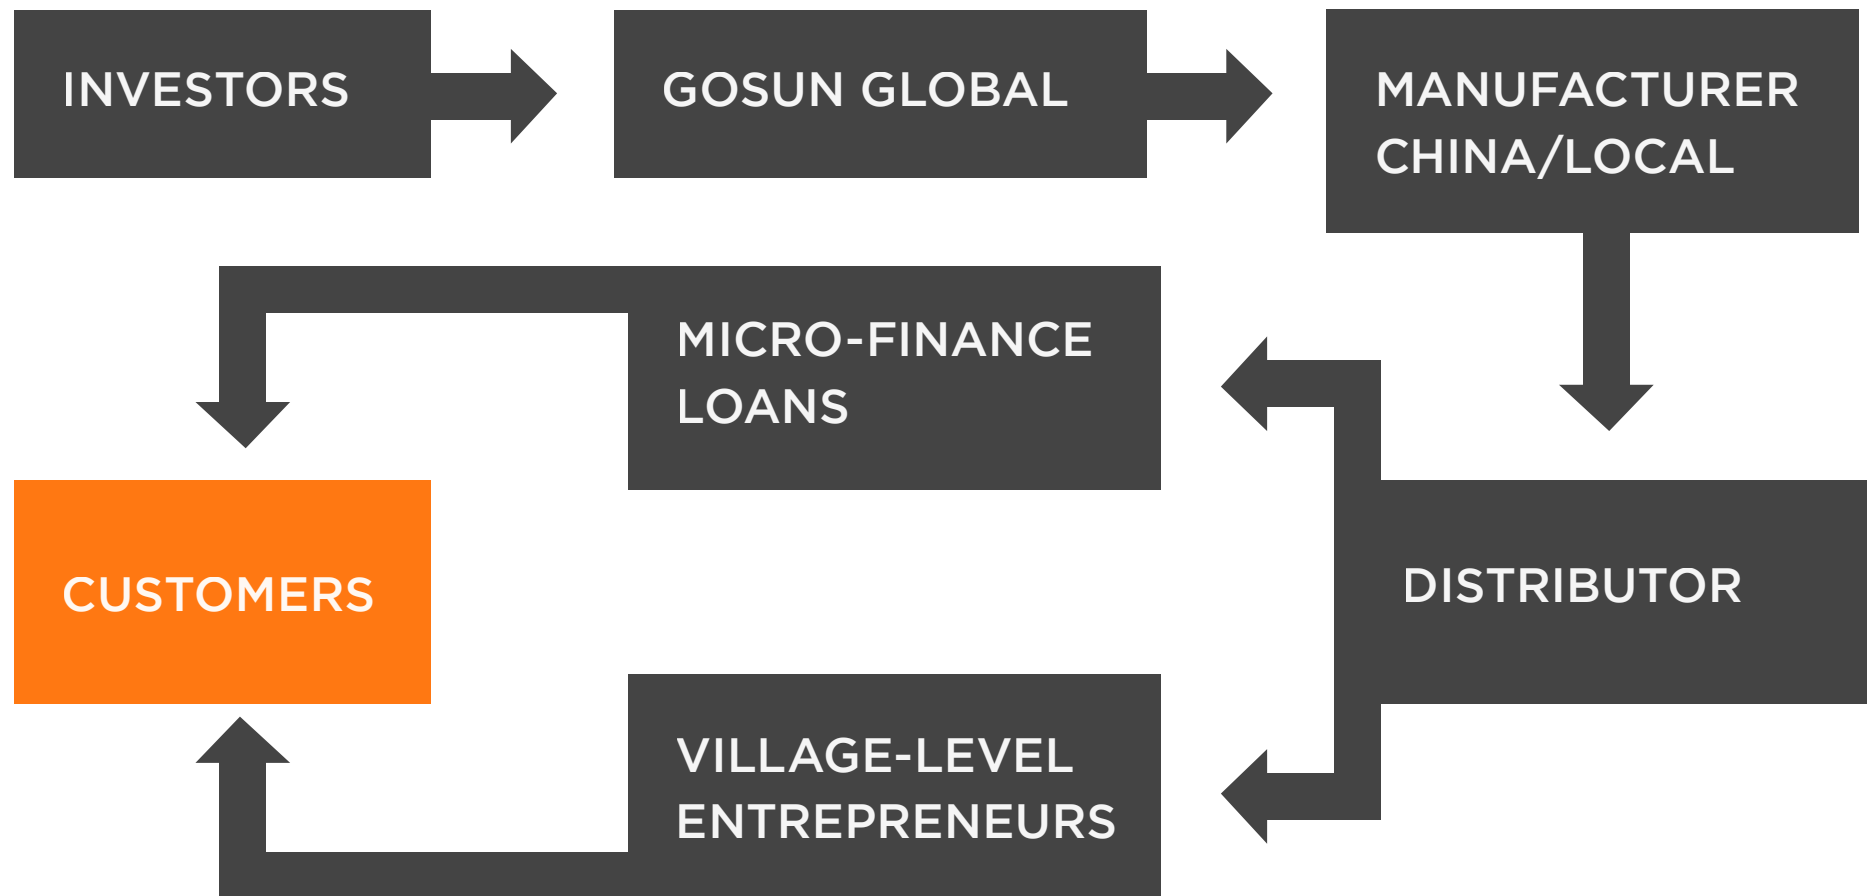 INVESTORS
GOSUN GLOBAL
MANUFACTURER
CHINA/LOCAL
MICRO-FINANCE
LOANS
CUSTOMERS
DISTRIBUTOR
VILLAGE-LEVEL
ENTREPRENEURS